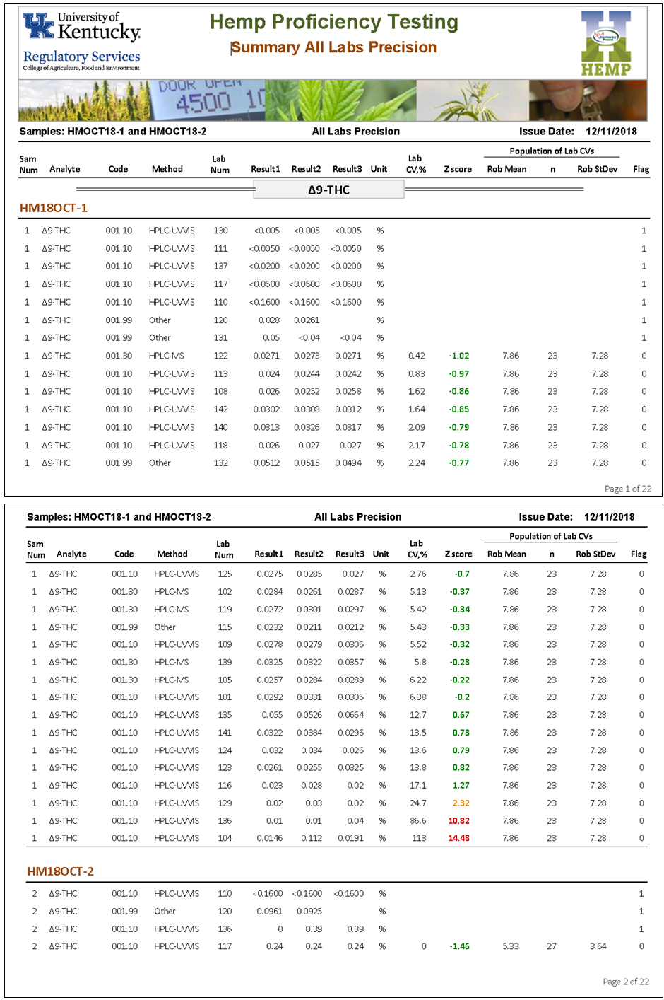 University of
Kentucky
Regulatory Services
College of Agriculture, Food and Environment
Hemp Proficiency Testing
Summary All Labs Precision
HEMP
DOOR OPEN
4500 10
Samples: HMOCT18-1 and HMOCT18-2 All Labs Precision Issue Date: 12/11/2018
Population of Lab CVs
Sam Num Analyte Code Method Lab Num Result1 Result2 Result3 Unit Lab CV,% Z score Rob Mean n Rob StDev Flag
Δ9-THC
HM18OCT-1
1 Δ9-THC 001.10 HPLC-UVVIS 130 <0.005 <0.005 <0.005 % 1
1 Δ9-THC 001.10 HPLC-UVVIS 111 <0.0050 <0.0050 <0.0050 % 1
1 Δ9-THC 001.10 HPLC-UVVIS 137 <0.0200 <0.0200 <0.0200 % 1
1 Δ9-THC 001.10 HPLC-UVVIS 117 <0.0600 <0.0600 <0.0600 % 1
1 Δ9-THC 001.10 HPLC-UVVIS 110 <0.1600 <0.1600 <0.1600 % 1
1 Δ9-THC 001.99 Other 120 0.028 0.0261 % 1
1 Δ9-THC 001.99 Other 131 0.05 <0.04 <0.04 % 1
1 Δ9-THC 001.30 HPLC-MS 122 0.0271 0.0273 0.0271 % 0.42 -1.02 7.86 23 7.28 0
1 Δ9-THC 001.10 HPLC-UVVIS 113 0.024 0.0244 0.0242 % 0.83 -0.97 7.86 23 7.28 0
1 Δ9-THC 001.10 HPLC-UVVIS 108 0.026 0.0252 0.0258 % 1.62 -0.86 7.86 23 7.28 0
1 Δ9-THC 001.10 HPLC-UVVIS 142 0.0302 0.0308 0.0312 % 1.64 -0.85 7.86 23 7.28 0
1 Δ9-THC 001.10 HPLC-UVVIS 140 0.0313 0.0326 0.0317 % 2.09 -0.79 7.86 23 7.28 0
1 Δ9-THC 001.10 HPLC-UVVIS 118 0.026 0.027 0.027 % 2.17 -0.78 7.86 23 7.28 0
1 Δ9-THC 001.99 Other 132 0.0512 0.0515 0.0494 % 2.24 -0.77 7.86 23 7.28 0
Page 1 of 22
Samples: HMOCT18-1 and HMOCT18-2 All Labs Precision Issue Date: 12/11/2018
Population of Lab CVs
Sam Num Analyte Code Method Lab Num Result1 Result2 Result3 Unit Lab CV,% Z score Rob Mean n Rob StDev Flag
1 Δ9-THC 001.10 HPLC-UVVIS 125 0.0275 0.0285 0.027 % 2.76 -0.7 7.86 23 7.28 0
1 Δ9-THC 001.30 HPLC-MS 102 0.0284 0.0261 0.0287 % 5.13 -0.37 7.86 23 7.28 0
1 Δ9-THC 001.30 HPLC-MS 119 0.0272 0.0301 0.0297 % 5.42 -0.34 7.86 23 7.28 0
1 Δ9-THC 001.99 Other 115 0.0232 0.0211 0.0212 % 5.43 -0.33 7.86 23 7.28 0
1 Δ9-THC 001.10 HPLC-UVVIS 109 0.0278 0.0279 0.0306 % 5.52 -0.32 7.86 23 7.28 0
1 Δ9-THC 001.30 HPLC-MS 139 0.0325 0.0322 0.0357 % 5.8 -0.28 7.86 23 7.28 0
1 Δ9-THC 001.30 HPLC-MS 105 0.0257 0.0284 0.0289 % 6.22 -0.22 7.86 23 7.28 0
1 Δ9-THC 001.10 HPLC-UVVIS 101 0.0292 0.0331 0.0306 % 6.38 -0.2 7.86 23 7.28 0
1 Δ9-THC 001.10 HPLC-UVVIS 135 0.055 0.0526 0.0664 % 12.7 0.67 7.86 23 7.28 0
1 Δ9-THC 001.10 HPLC-UVVIS 141 0.0322 0.0384 0.0296 % 13.5 0.78 7.86 23 7.28 0
1 Δ9-THC 001.10 HPLC-UVVIS 124 0.032 0.034 0.026 % 13.6 0.79 7.86 23 7.28 0
1 Δ9-THC 001.10 HPLC-UVVIS 123 0.0261 0.0255 0.0325 % 13.8 0.82 7.86 23 7.28 0
1 Δ9-THC 001.10 HPLC-UVVIS 116 0.023 0.028 0.02 % 17.1 1.27 7.86 23 7.28 0
1 Δ9-THC 001.10 HPLC-UVVIS 129 0.02 0.03 0.02 % 24.7 2.32 7.86 23 7.28 0
1 Δ9-THC 001.10 HPLC-UVVIS 136 0.01 0.01 0.04 % 86.6 10.82 7.86 23 7.28 0
1 Δ9-THC 001.10 HPLC-UVVIS 104 0.0146 0.112 0.0191 % 113 14.48 7.86 23 7.28 0
HM18OCT-2
2 Δ9-THC 001.10 HPLC-UVVIS 110 <0.1600 <0.1600 <0.1600 % 1
2 Δ9-THC 001.99 Other 120 0.0961 0.0925 % 1
2 Δ9-THC 001.10 HPLC-UVVIS 136 0 0.39 0.39 % 1
2 Δ9-THC 001.10 HPLC-UVVIS 117 0.24 0.24 0.24 % 0 -1.46 5.33 27 3.64 0
Page 2 of 22